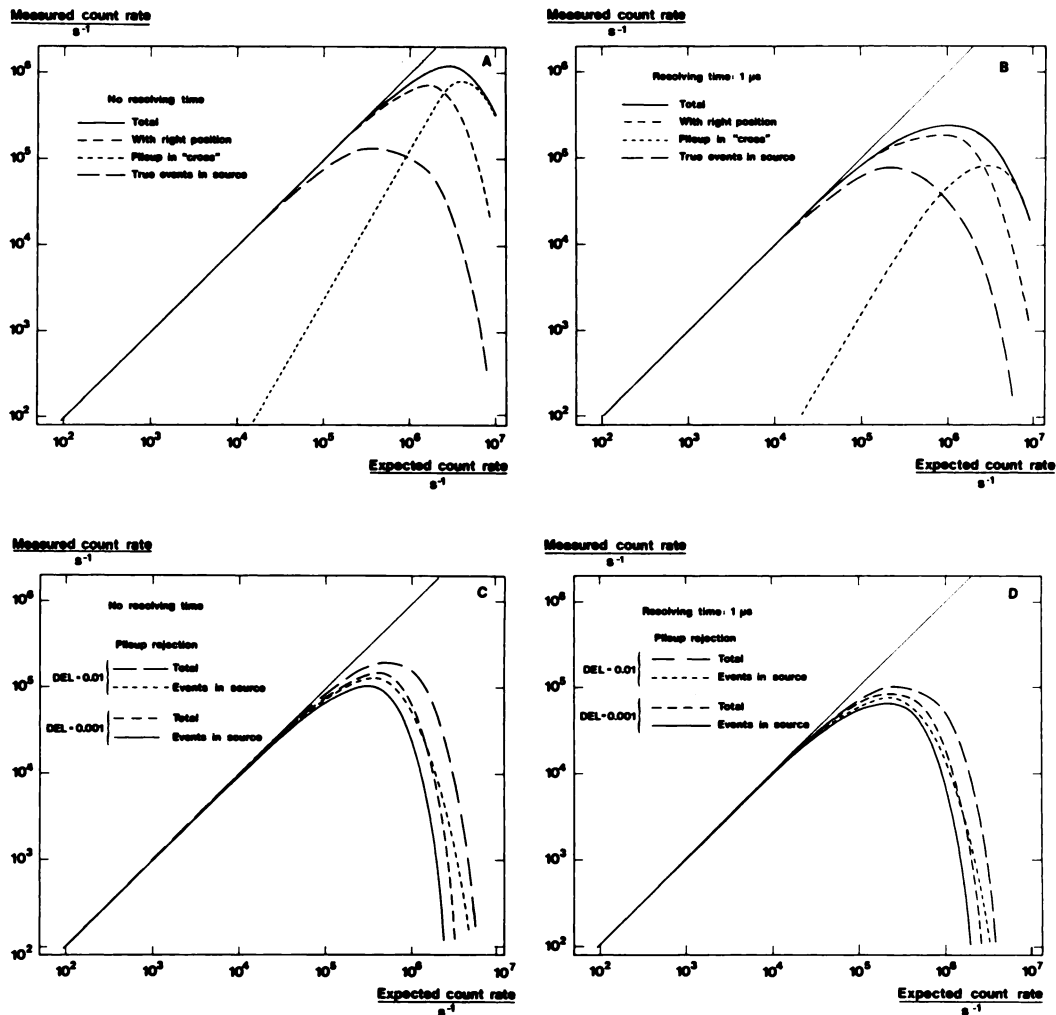 Measured count rate
s⁻¹
A
No resolving time
Total
With right position
Pileup in "cross"
True events in source
10⁶
10⁵
10⁴
10³
10²
10² 10³ 10⁴ 10⁵ 10⁶ 10⁷
Expected count rate
s⁻¹
Measured count rate
s⁻¹
B
Resolving time: 1 µs
Total
With right position
Pileup in "cross"
True events in source
10⁶
10⁵
10⁴
10³
10²
10² 10³ 10⁴ 10⁵ 10⁶ 10⁷
Expected count rate
s⁻¹
Measured count rate
s⁻¹
C
No resolving time
Pileup rejection
DEL = 0.01
Total
Events in source
DEL = 0.001
Total
Events in source
10⁶
10⁵
10⁴
10³
10²
10² 10³ 10⁴ 10⁵ 10⁶ 10⁷
Expected count rate
s⁻¹
Measured count rate
s⁻¹
D
Resolving time: 1 µs
Pileup rejection
DEL = 0.01
Total
Events in source
DEL = 0.001
Total
Events in source
10⁶
10⁵
10⁴
10³
10²
10² 10³ 10⁴ 10⁵ 10⁶ 10⁷
Expected count rate
s⁻¹